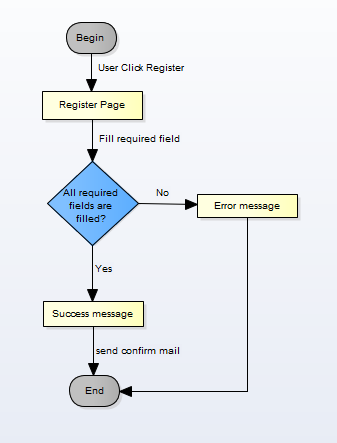 Begin
User Click Register
Register Page
Fill required field
All required
fields are
filled?
No
Error message
Yes
Success message
send confirm mail
End